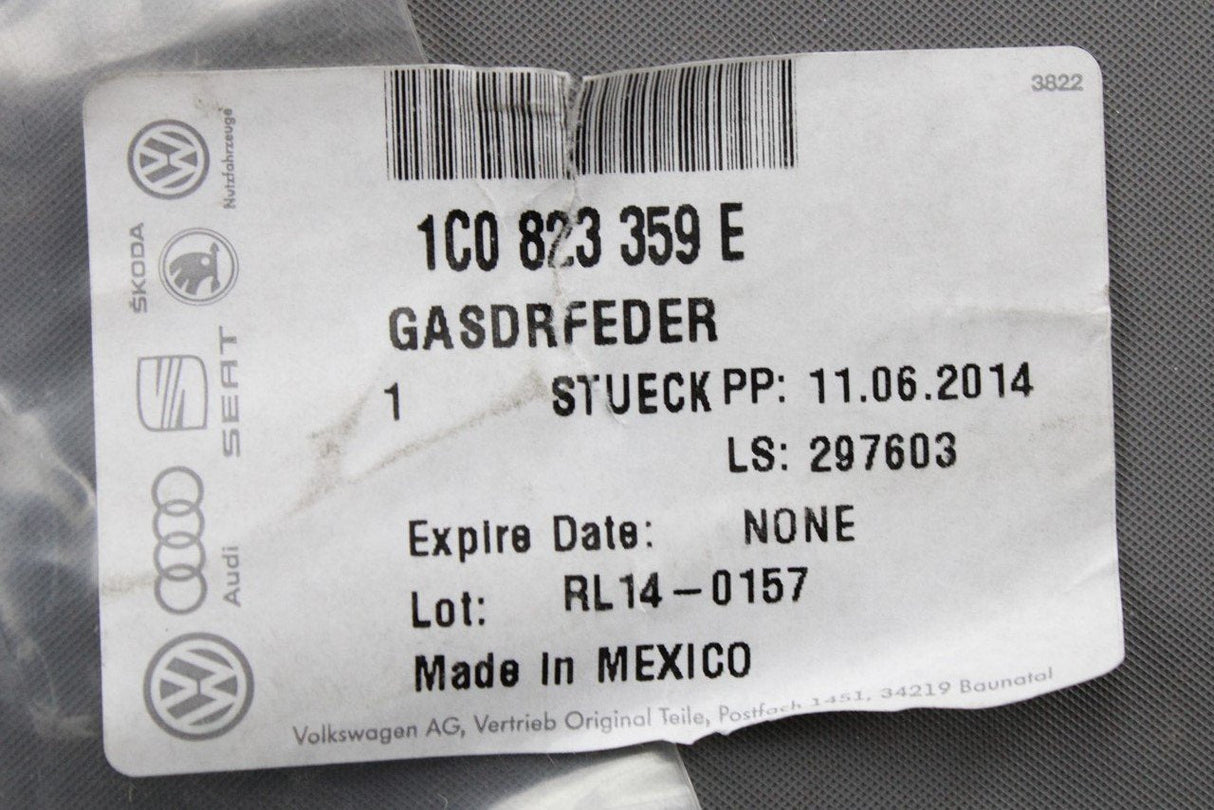 3822
1C0 823 359 E
GASDRFEDER
1 STUECK PP: 11.06.2014
LS: 297603
Expire Date: NONE
Lot: RL14-0157
Made in MEXICO
Volkswagen AG, Vertrieb Original Teile, Postfach 1451, 34219 Baunatal
Nutzfahrzeuge
ŠKODA
SEAT
Audi